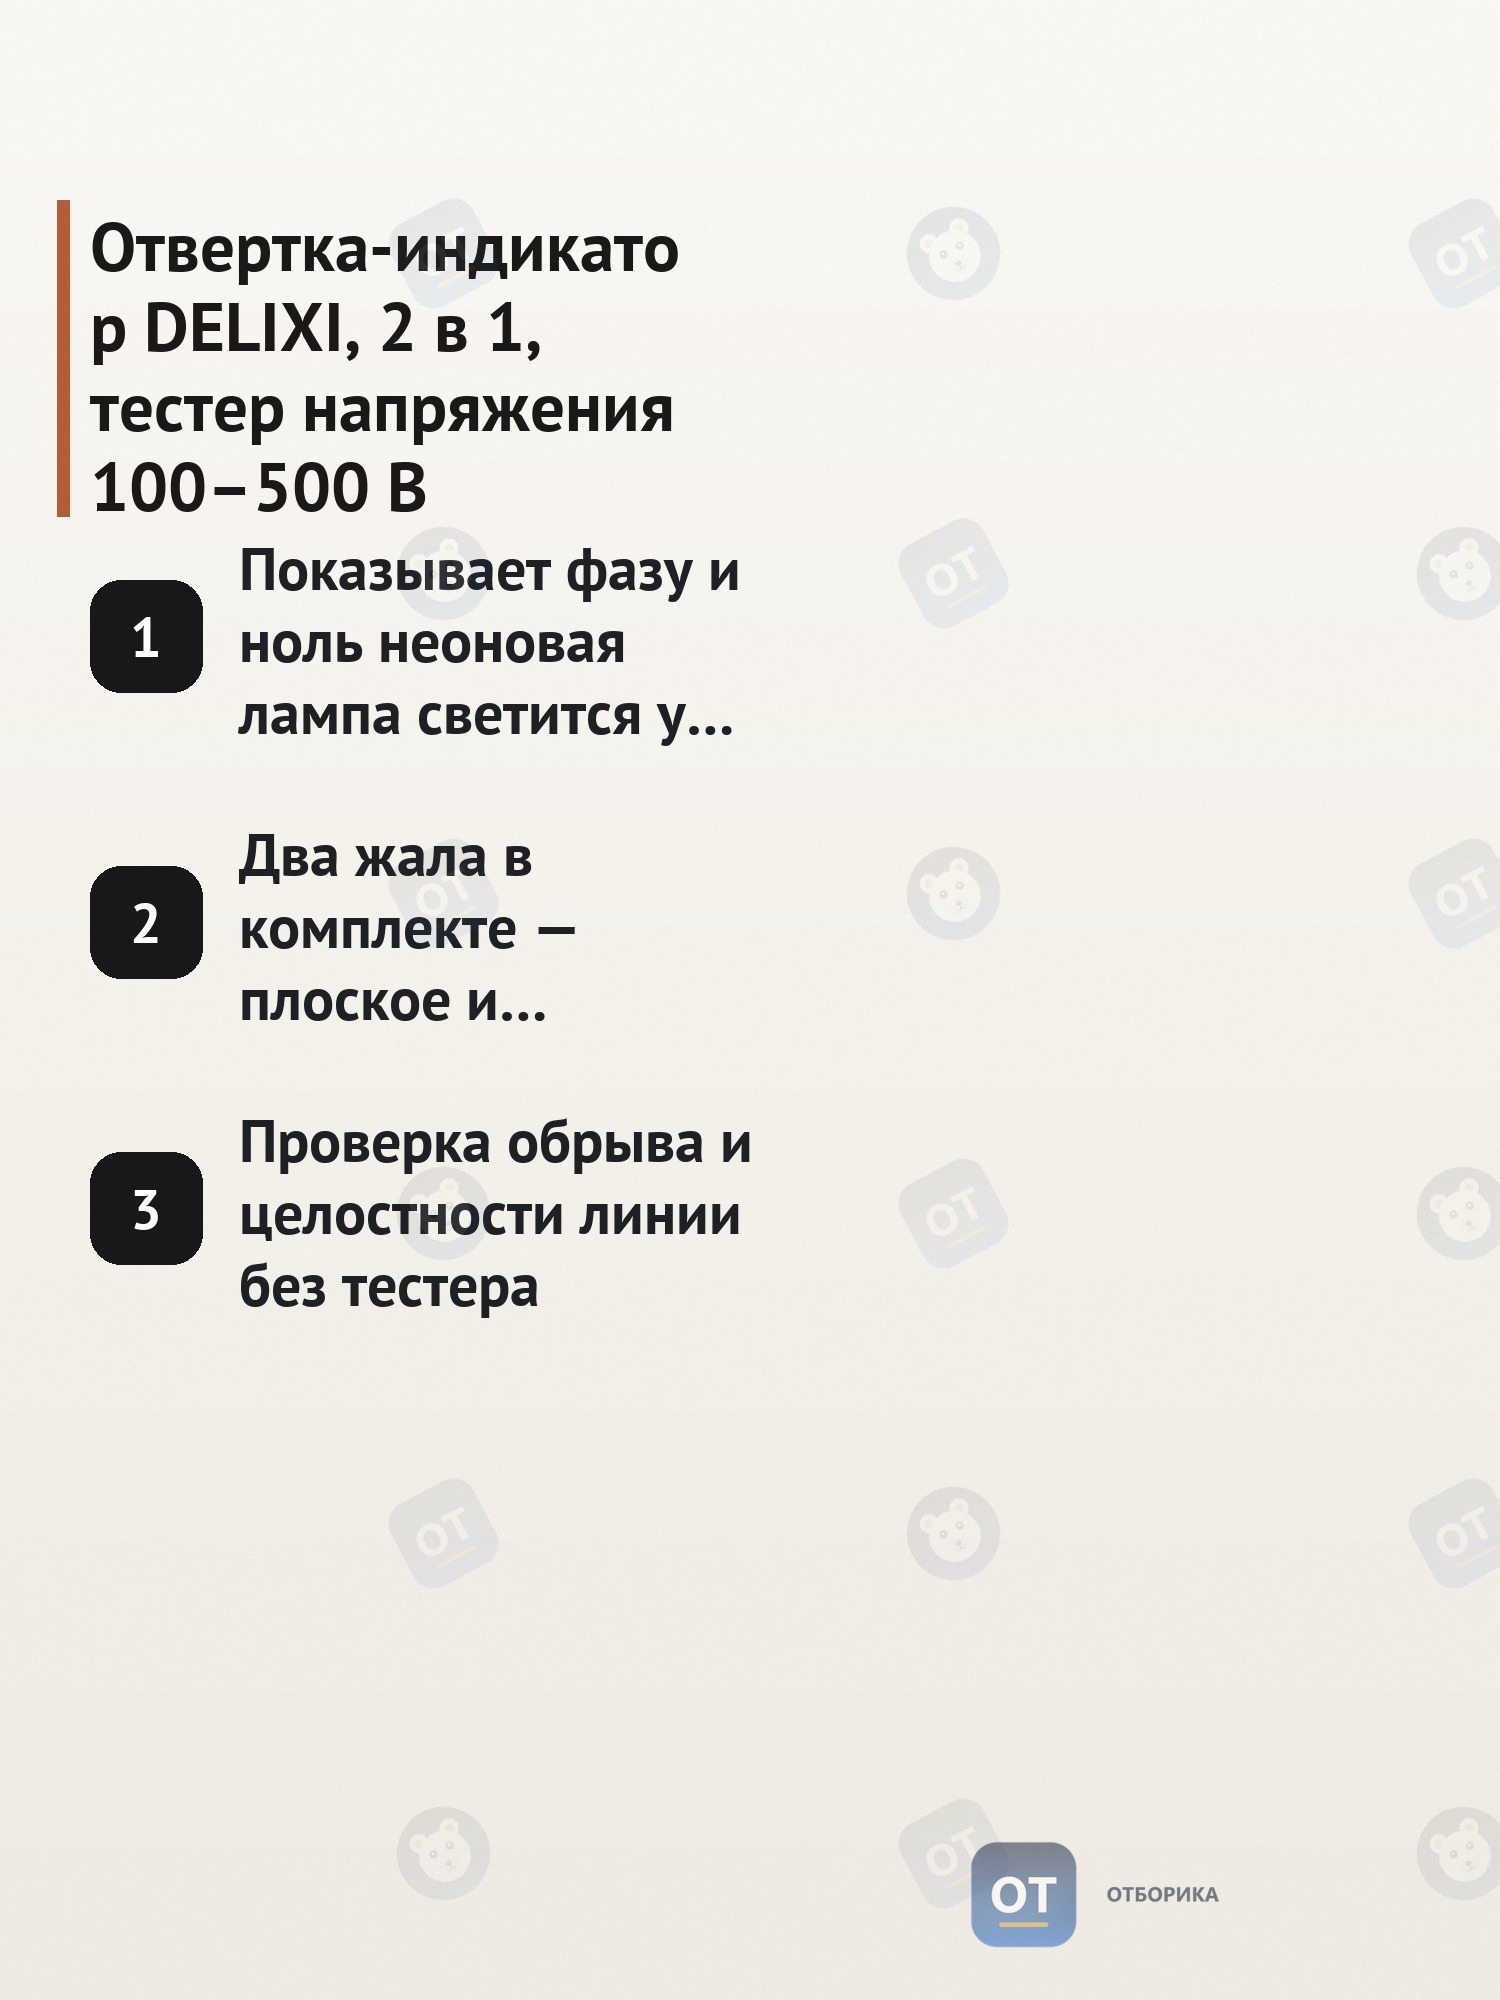 Отвертка-индикато
р DELIXI, 2 в 1,
тестер напряжения
100–500 В
1
Показывает фазу и
ноль неоновая
лампа светится у...
2
Два жала в
комплекте —
плоское и...
3
Проверка обрыва и
целостности линии
без тестера
ОТ
ОТБОРИКА